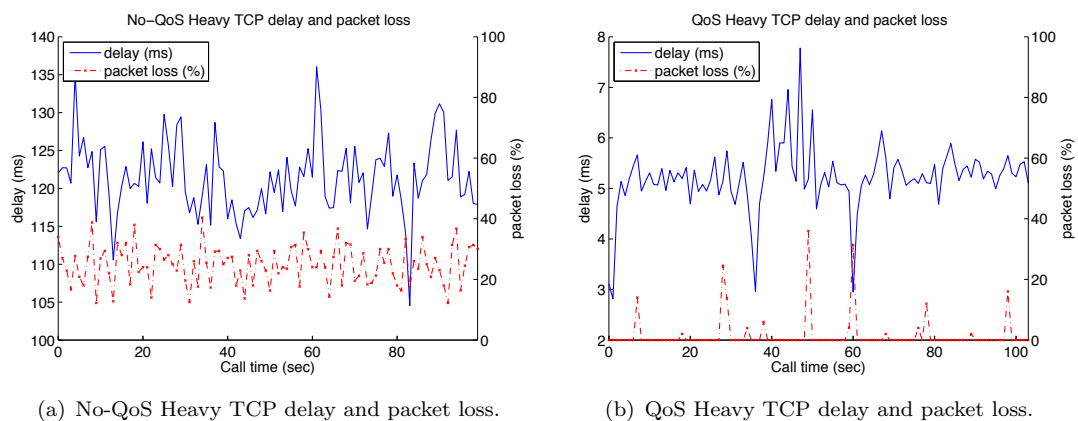 No−QoS Heavy TCP delay and packet loss
140
135
130
125
120
115
110
105
100
delay (ms)
delay (ms)
packet loss (%)
100
80
60
40
20
0
packet loss (%)
0 20 40 60 80
Call time (sec)
(a) No-QoS Heavy TCP delay and packet loss.
QoS Heavy TCP delay and packet loss
8
7
6
5
4
3
2
delay (ms)
delay (ms)
packet loss (%)
100
80
60
40
20
0
packet loss (%)
0 20 40 60 80 100
Call time (sec)
(b) QoS Heavy TCP delay and packet loss.